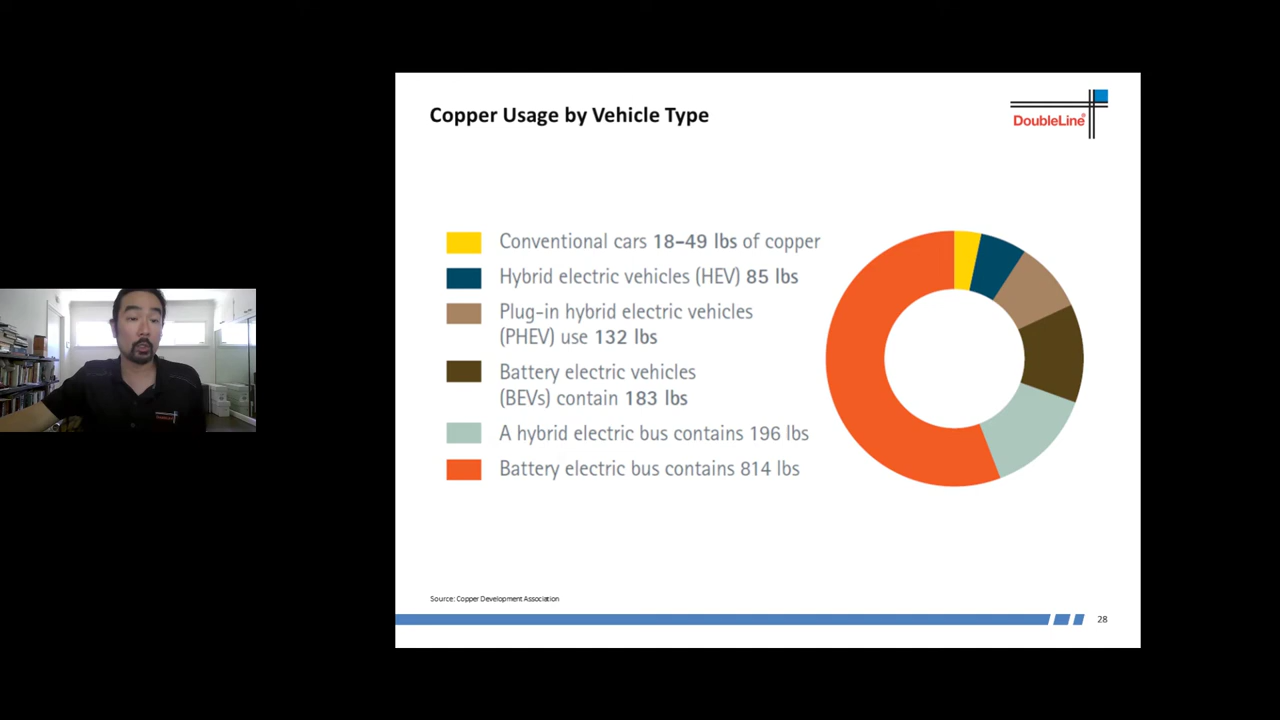 Copper Usage by Vehicle Type
DoubleLine®
Conventional cars 18–49 lbs of copper
Hybrid electric vehicles (HEV) 85 lbs
Plug-in hybrid electric vehicles
(PHEV) use 132 lbs
Battery electric vehicles
(BEVs) contain 183 lbs
A hybrid electric bus contains 196 lbs
Battery electric bus contains 814 lbs
Source: Copper Development Association
28